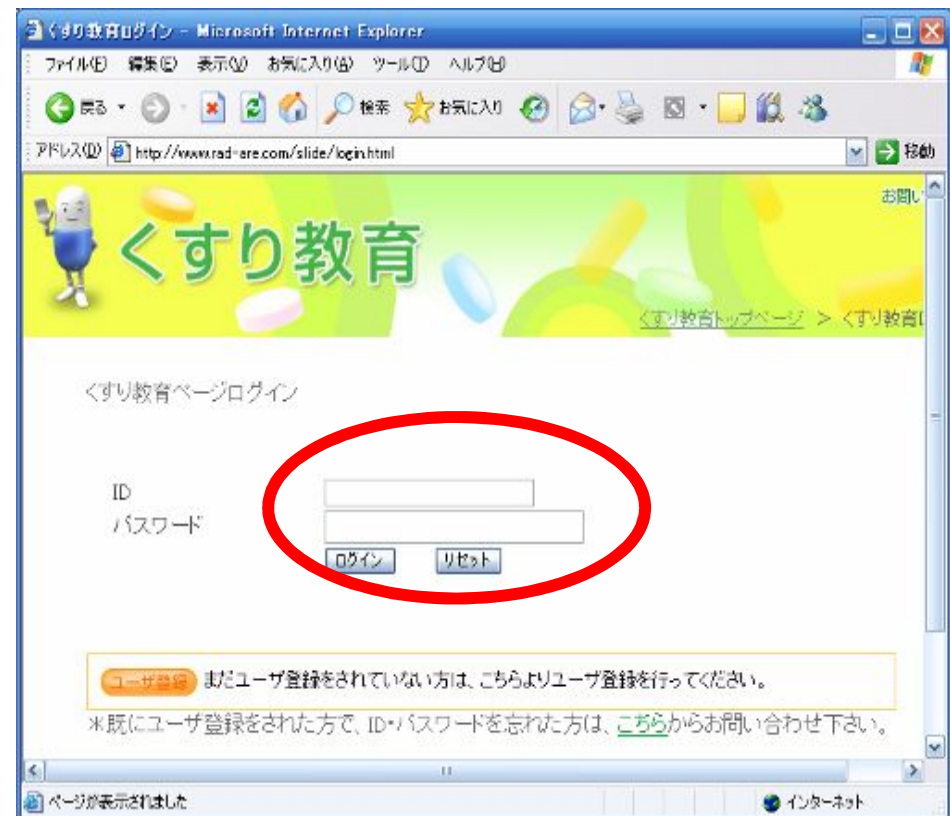 くすり教育ログイン - Microsoft Internet Explorer
ファイル(F) 編集(E) 表示(V) お気に入り(A) ツール(T) ヘルプ(H)
戻る 検索 お気に入り
アドレス(D) http://www.rad-are.com/slide/login.html 移動
お問い
くすり教育
くすり教育トップページ > くすり教育
くすり教育ページログイン
ID
パスワード
ログイン リセット
ユーザ登録 まだユーザ登録をされていない方は、こちらよりユーザ登録を行ってください。
*既にユーザ登録をされた方で、ID・パスワードを忘れた方は、こちらからお問い合わせ下さい。
ページが表示されました インターネット